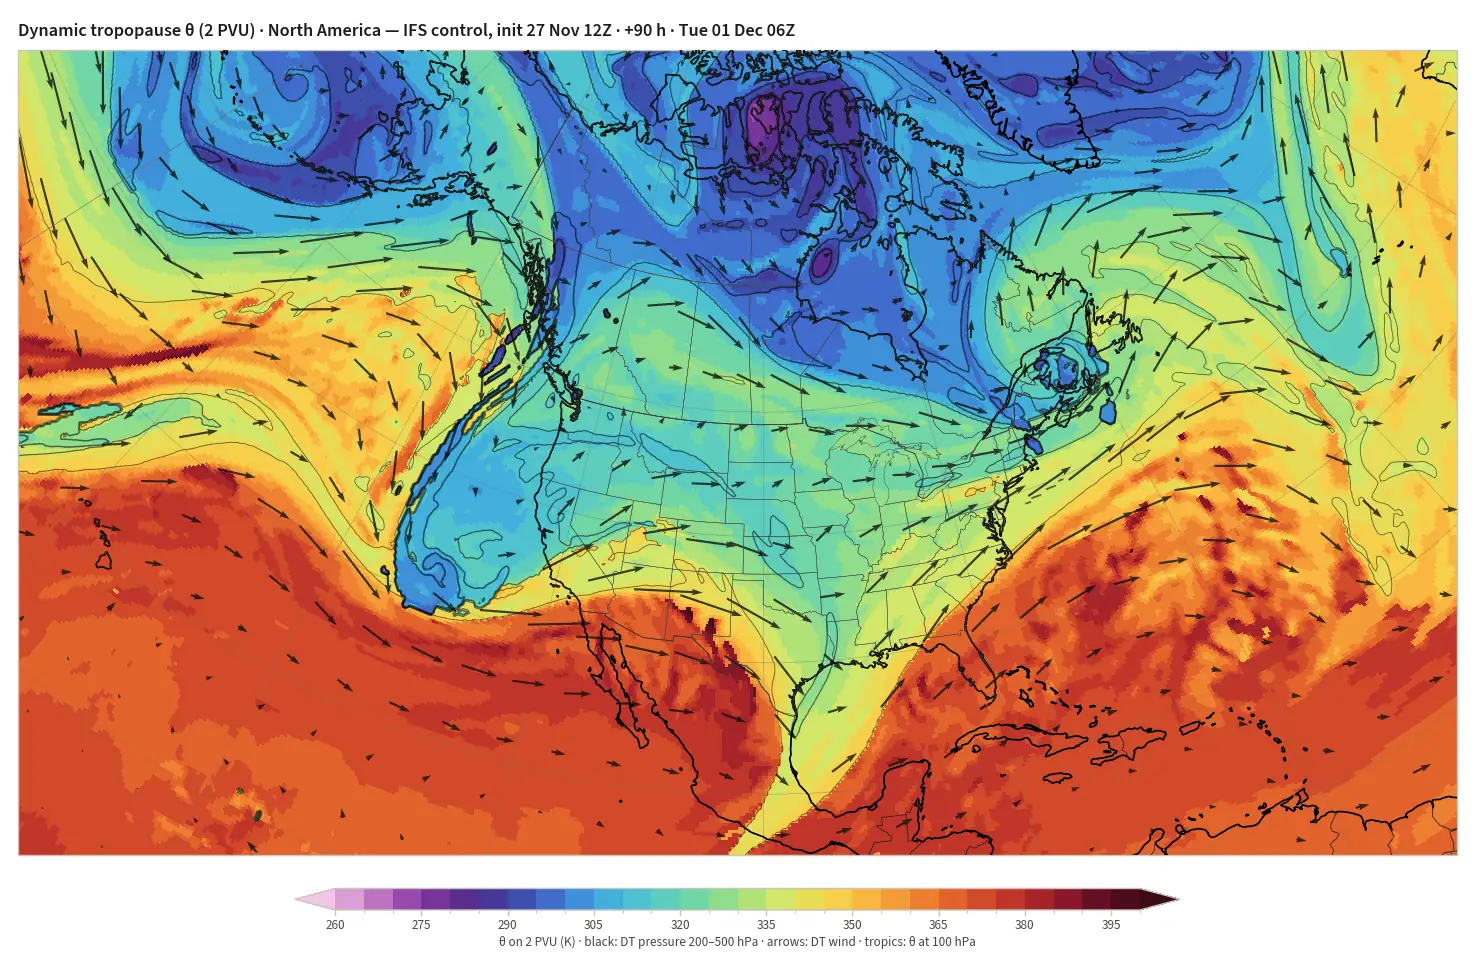 Dynamic tropopause θ (2 PVU) · North America — IFS control, init 27 Nov 12Z · +90 h · Tue 01 Dec 06Z
260 275 290 305 320 335 350 365 380 395
θ on 2 PVU (K) · black: DT pressure 200–500 hPa · arrows: DT wind · tropics: θ at 100 hPa